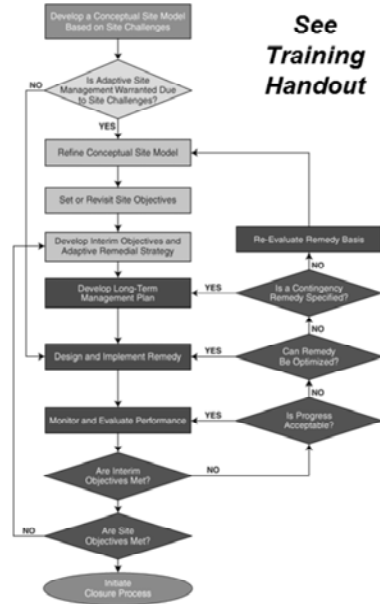 Develop a Conceptual Site Model
Based on Site Challenges
See
Training
Handout
Is Adaptive Site
Management Warranted Due
to Site Challenges?
NO
YES
Refine Conceptual Site Model
Set or Revisit Site Objectives
Develop Interim Objectives and
Adaptive Remedial Strategy
Re-Evaluate Remedy Basis
NO
Develop Long-Term
Management Plan
YES
Is a Contingency
Remedy Specified?
NO
Design and Implement Remedy
YES
Can Remedy
Be Optimized?
NO
Monitor and Evaluate Performance
YES
Is Progress
Acceptable?
Are Interim
Objectives Met?
NO
Are Site
Objectives Met?
NO
Initiate
Closure Process